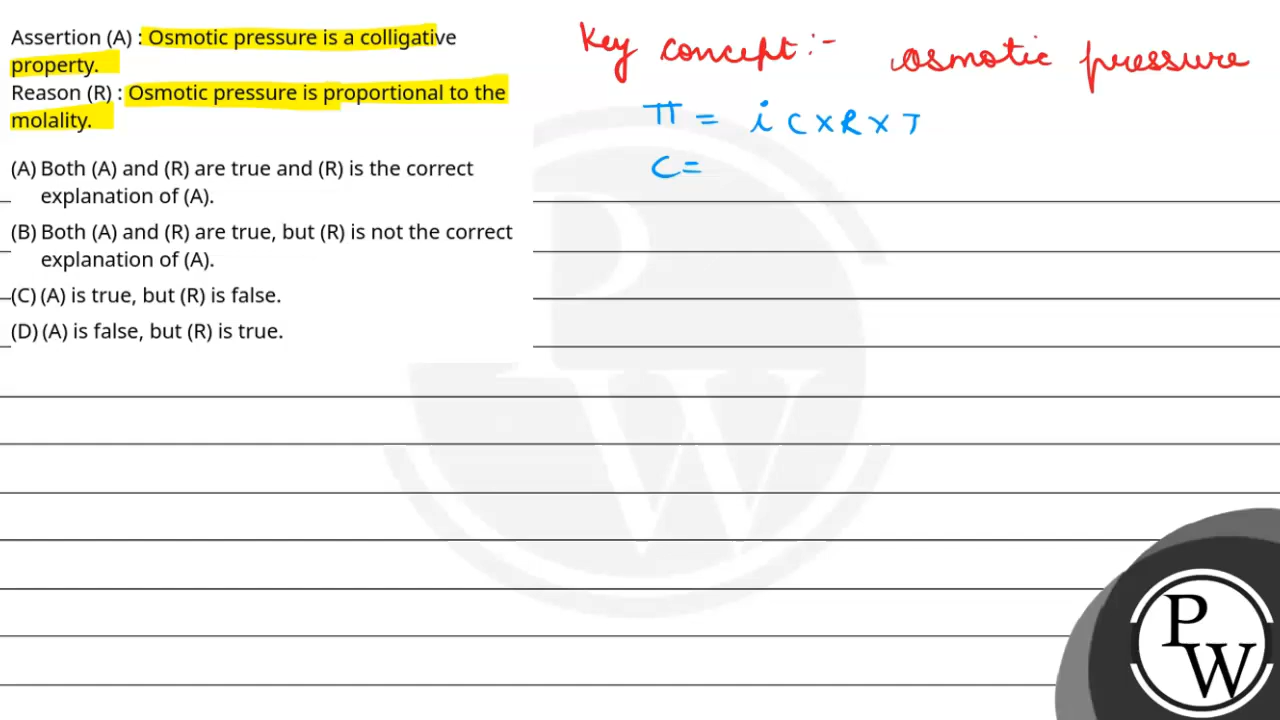 Assertion (A) : Osmotic pressure is a colligative
property.
Reason (R) : Osmotic pressure is proportional to the
molality.
(A) Both (A) and (R) are true and (R) is the correct
explanation of (A).
(B) Both (A) and (R) are true, but (R) is not the correct
explanation of (A).
(C) (A) is true, but (R) is false.
(D) (A) is false, but (R) is true.
Key concept :- osmotic pressure
π = i C × R × T
C =
PW